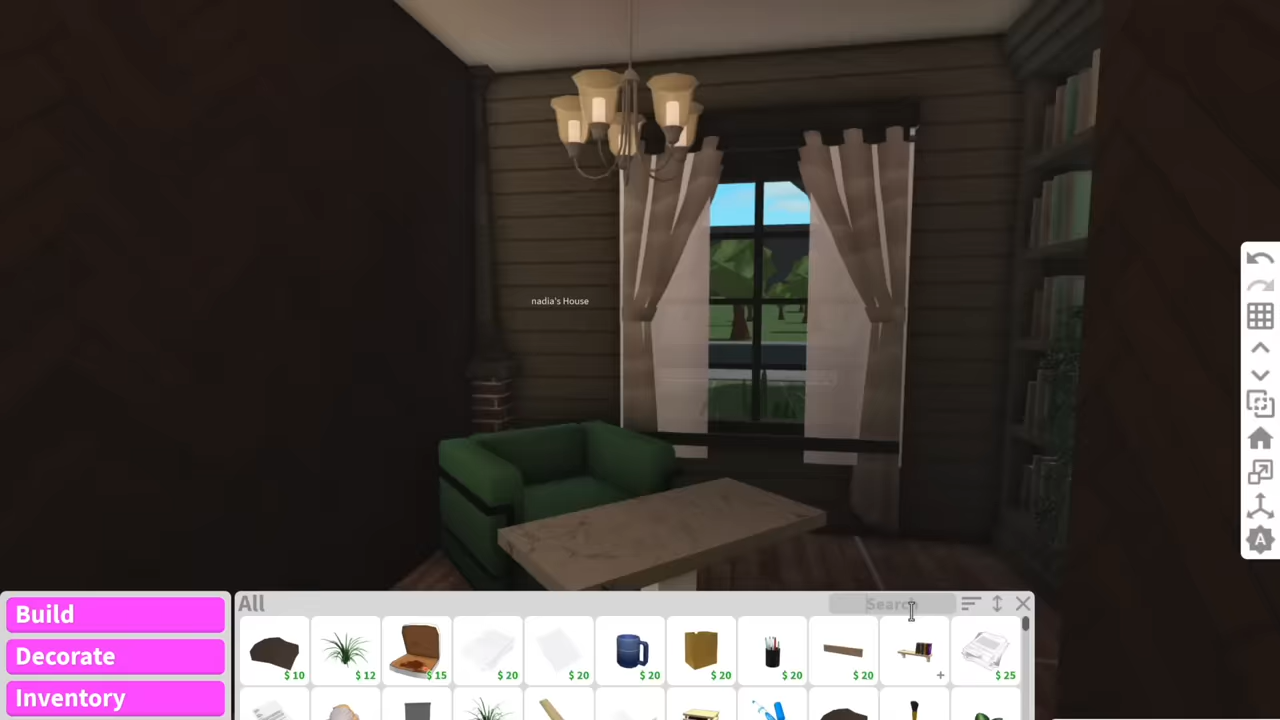 nadia's House
All
Search
Build
Decorate
Inventory
$ 10
$ 12
$ 15
$ 20
$ 20
$ 20
$ 20
$ 20
$ 20
+
$ 25
A